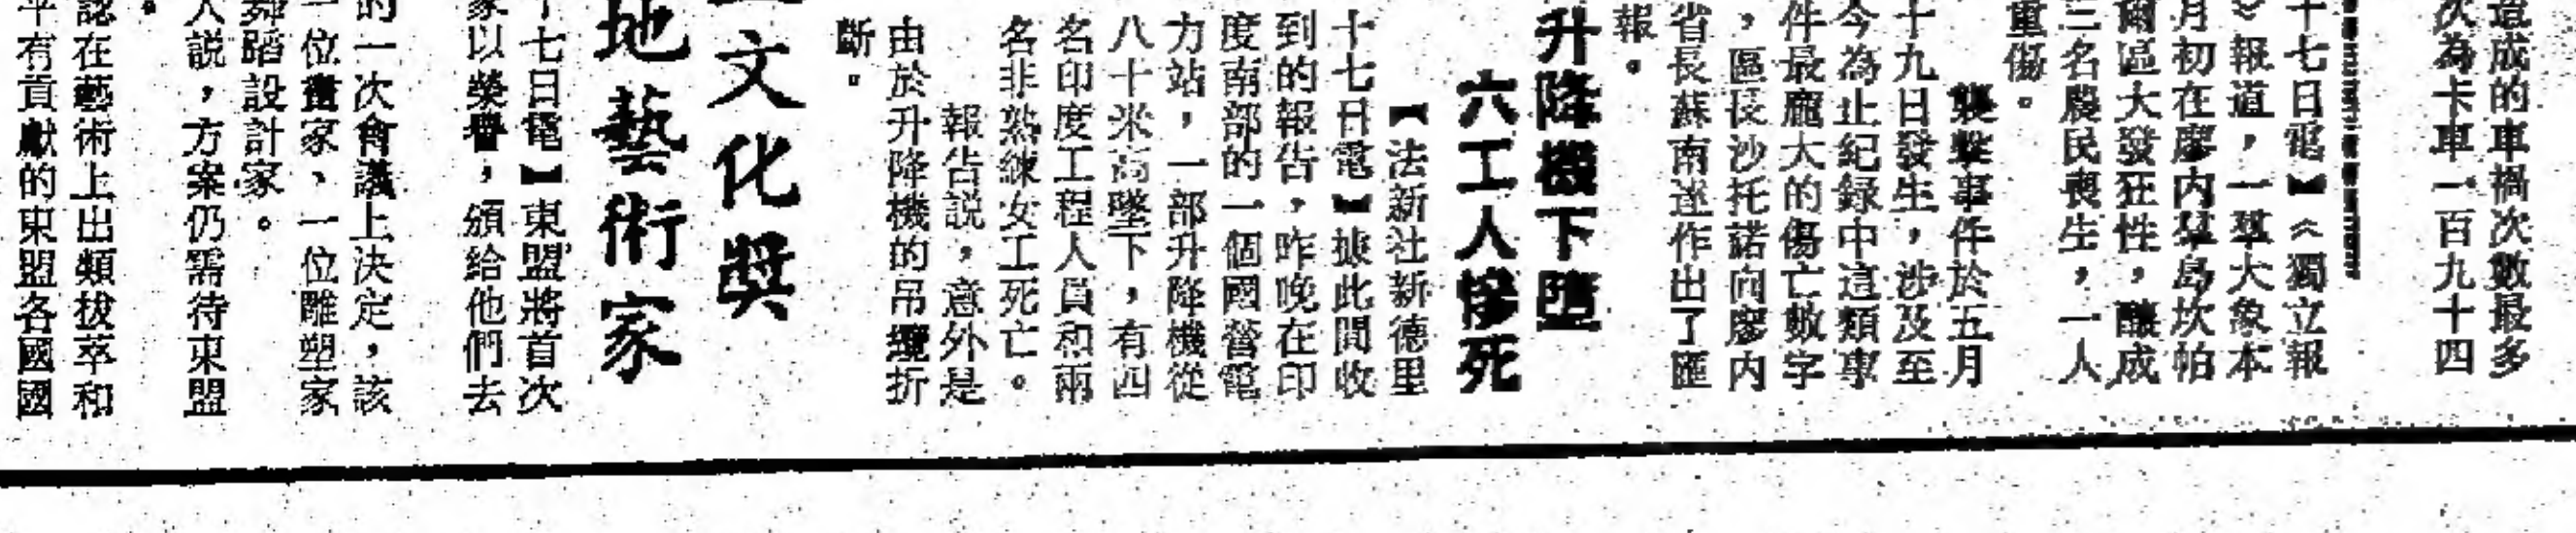 造成的車禍次數最多
次為卡車一百九十四
十七日電】《獨立報
》報道，一羣大象本
月初在廖內羣島坎帕
爾區大發狂性，釀成
三名農民喪生，一人
重傷。
襲擊事件於五月
十九日發生，涉及至
今為止紀録中這類事
件最龐大的傷亡數字
，區長沙托諾向廖內
省長蘇南遂作出了匯
報。
升降機下墮
六工人慘死
【法新社新德里
十七日電】據此間收
到的報告，昨晚在印
度南部的一個國營電
力站，一部升降機從
八十米高墜下，有四
名印度工程人員和兩
名非熟練女工死亡。
報告説，意外是
由於升降機的吊纜折
斷。
文化獎
地藝術家
十七日電】東盟將首次
家以榮譽，頒給他們去
的一次會議上決定，該
一位畫家、一位雕塑家
舞蹈設計家。
人説，方案仍需待東盟
。
認在藝術上出類拔萃和
平有貢獻的東盟各國國